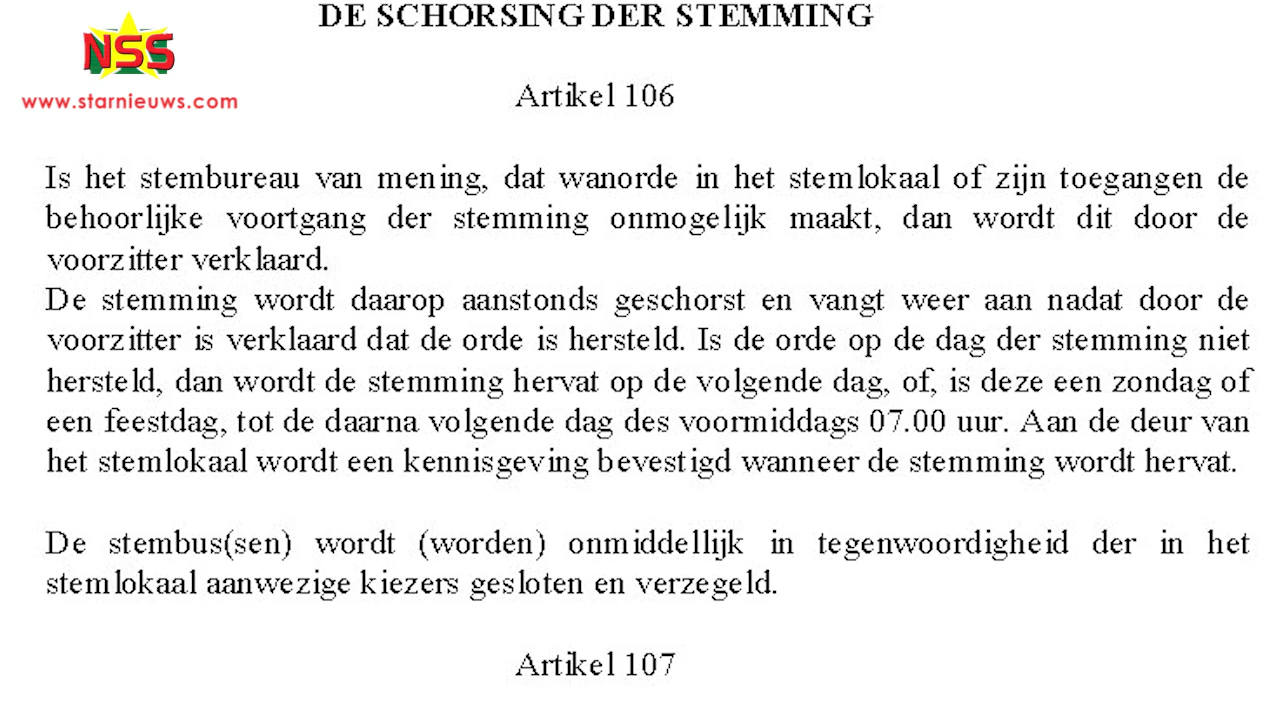 DE SCHORSING DER STEMMING
NSS
www.starnieuws.com
Artikel 106
Is het stembureau van mening, dat wanorde in het stemlokaal of zijn toegangen de
behoorlijke voortgang der stemming onmogelijk maakt, dan wordt dit door de
voorzitter verklaard.
De stemming wordt daarop aanstonds geschorst en vangt weer aan nadat door de
voorzitter is verklaard dat de orde is hersteld. Is de orde op de dag der stemming niet
hersteld, dan wordt de stemming hervat op de volgende dag, of, is deze een zondag of
een feestdag, tot de daarna volgende dag des voormiddags 07.00 uur. Aan de deur van
het stemlokaal wordt een kennisgeving bevestigd wanneer de stemming wordt hervat.
De stembus(sen) wordt (worden) onmiddellijk in tegenwoordigheid der in het
stemlokaal aanwezige kiezers gesloten en verzegeld.
Artikel 107